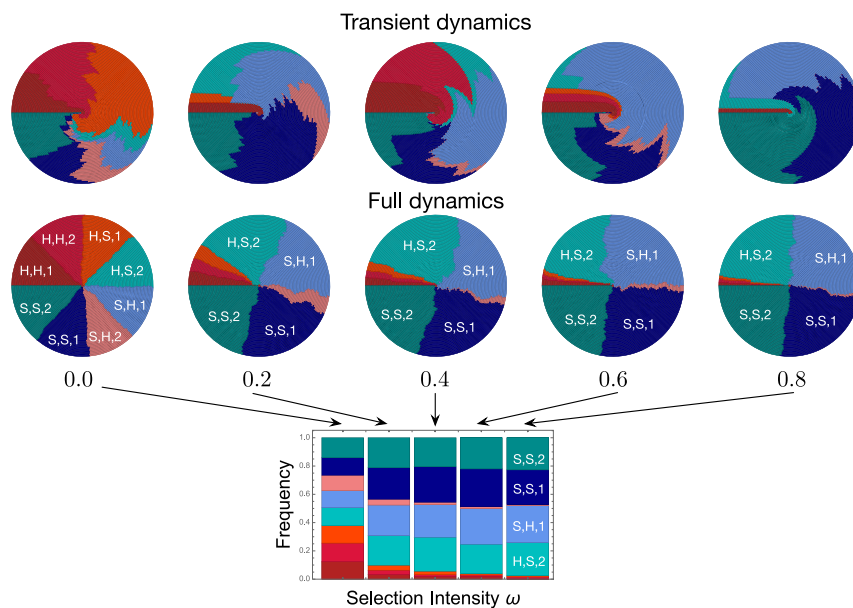 Transient dynamics
Full dynamics
H,H,2 H,S,1
H,H,1 H,S,2
S,S,2 S,H,1
S,S,1 S,H,2
H,S,2 S,H,1
S,S,2 S,S,1
H,S,2 S,H,1
S,S,2 S,S,1
H,S,2 S,H,1
S,S,2 S,S,1
H,S,2 S,H,1
S,S,2 S,S,1
0.0 0.2 0.4 0.6 0.8
Frequency
1.0
0.8
0.6
0.4
0.2
0.0
S,S,2
S,S,1
S,H,1
H,S,2
Selection Intensity ω